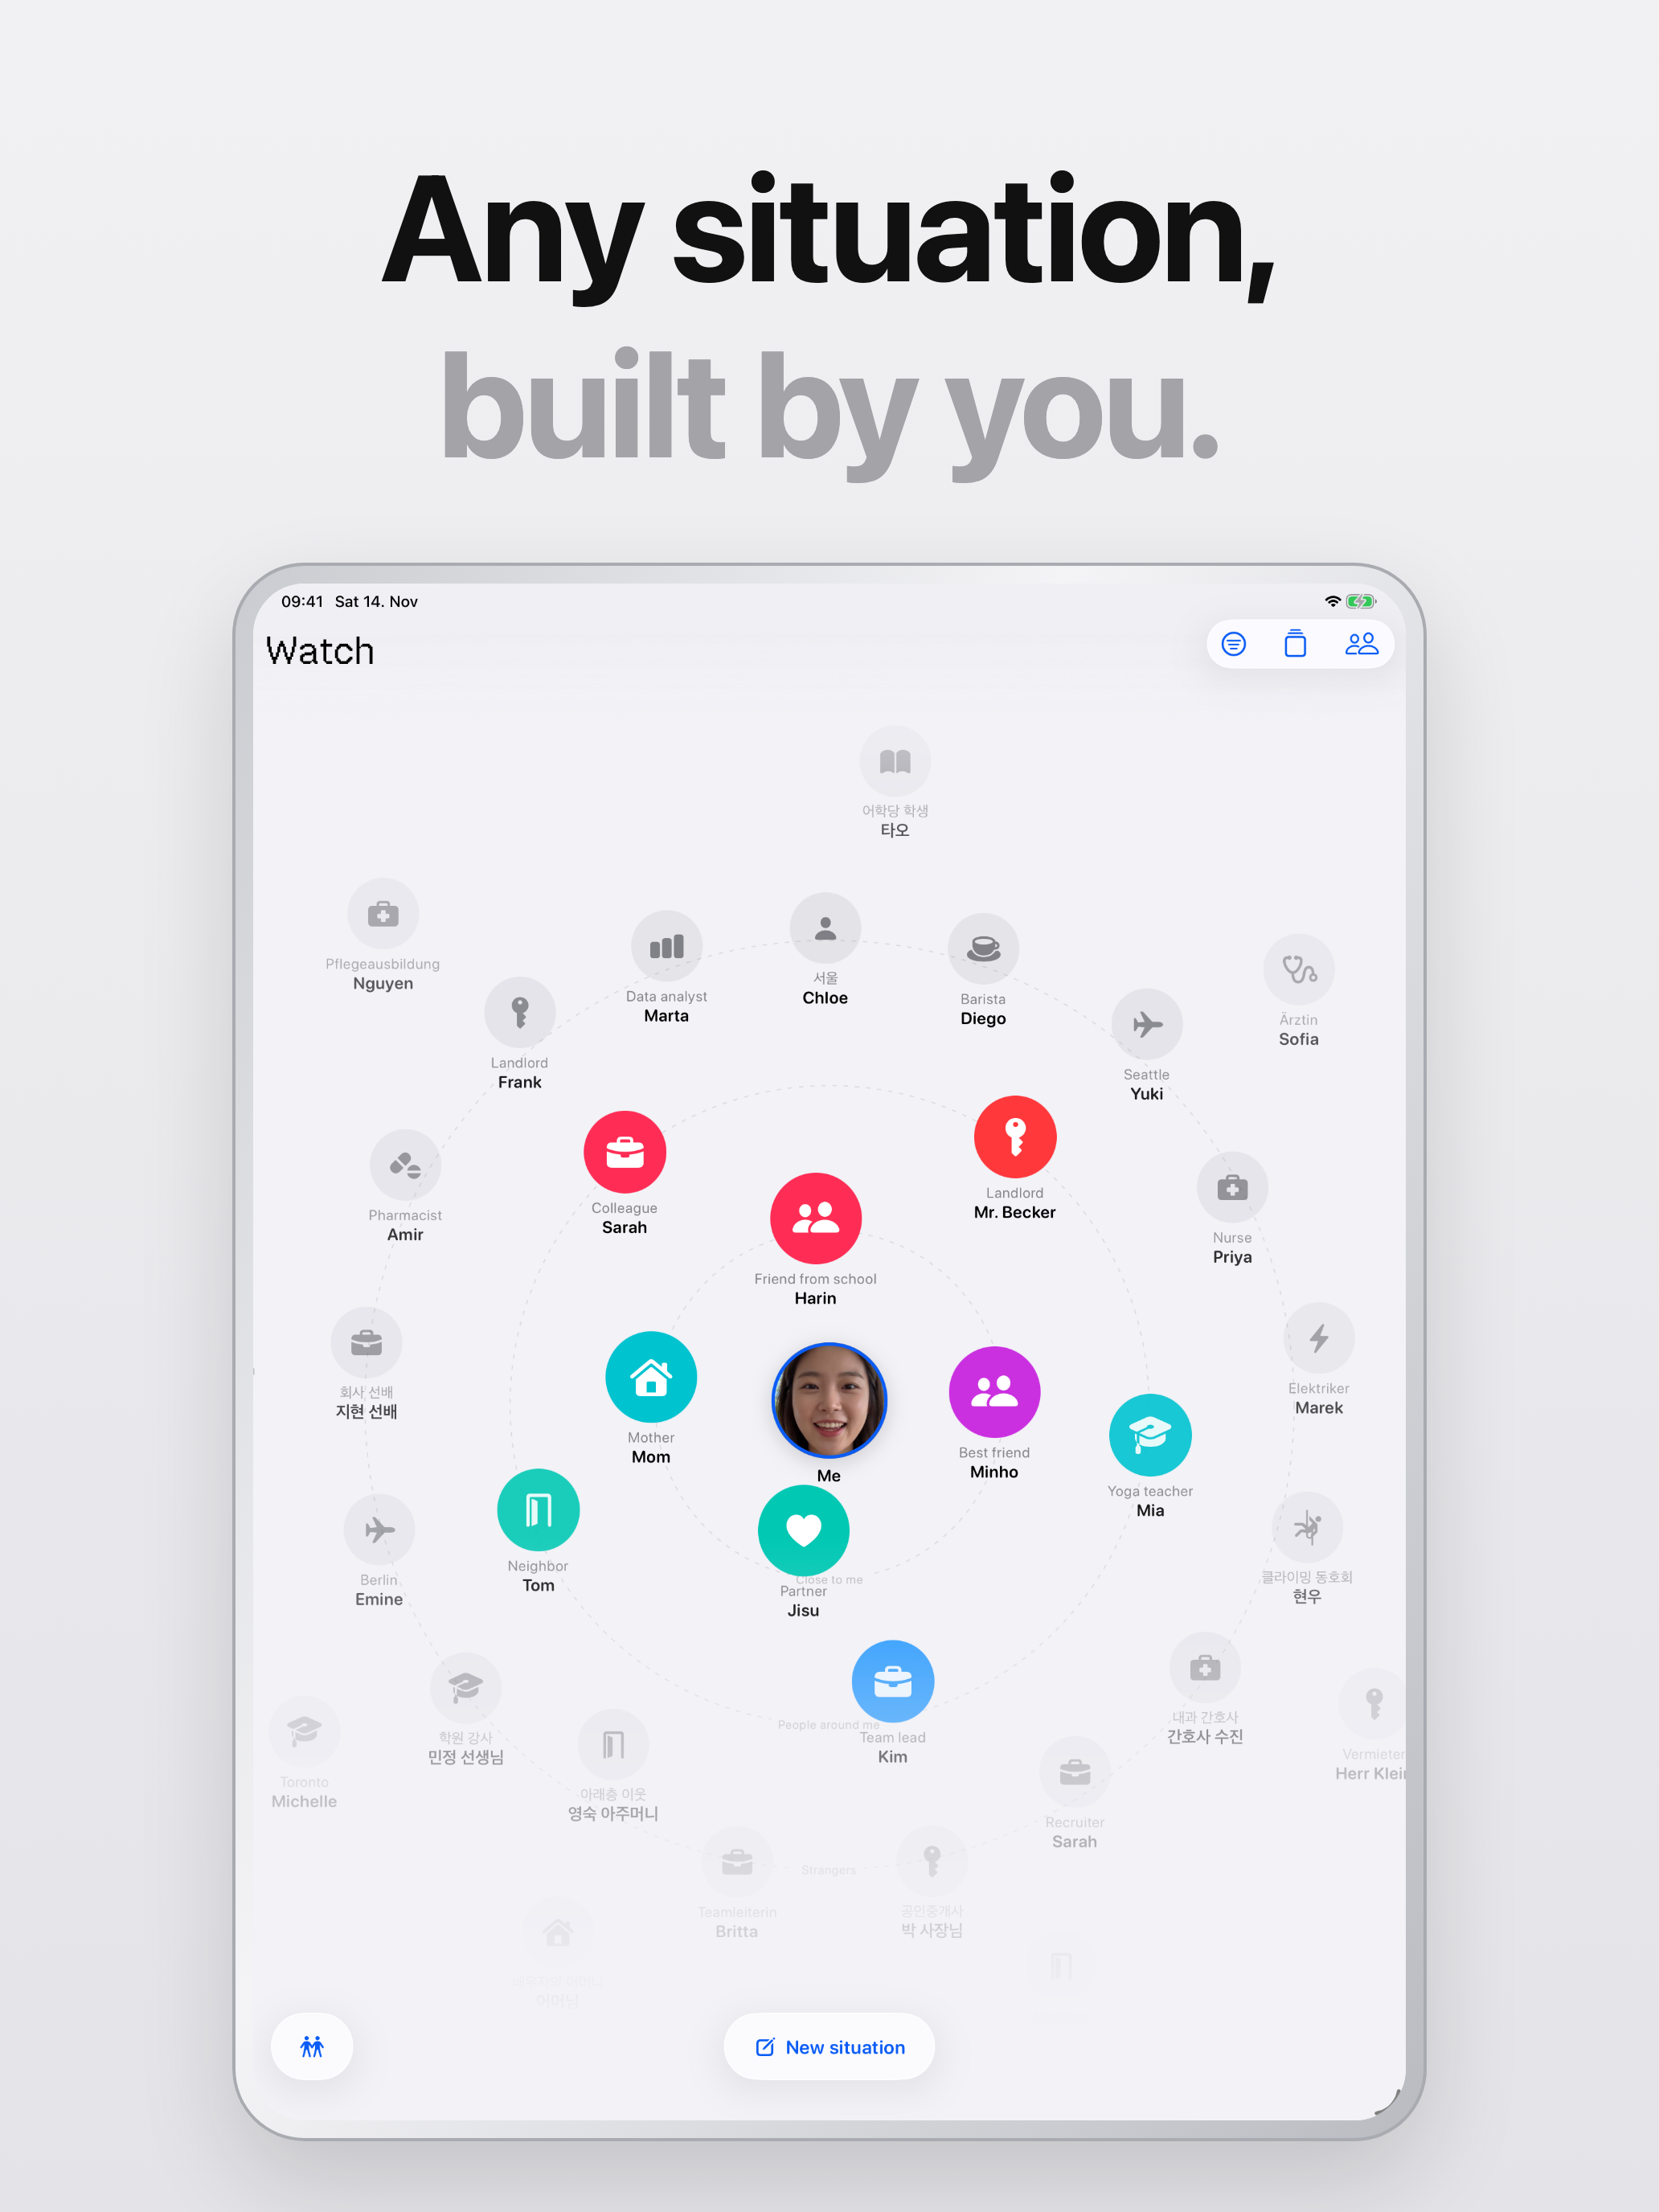 Any situation,
built by you.
09:41 Sat 14. Nov
Watch
어학당 학생
타오
Pflegeausbildung
Nguyen
Data analyst
Marta
서울
Chloe
Barista
Diego
Ärztin
Sofia
Landlord
Frank
Seattle
Yuki
Colleague
Sarah
Landlord
Mr. Becker
Pharmacist
Amir
Nurse
Priya
Friend from school
Harin
회사 선배
지현 선배
Elektriker
Marek
Mother
Mom
Me
Best friend
Minho
Yoga teacher
Mia
Berlin
Emine
Neighbor
Tom
Close to me
Partner
Jisu
클라이밍 동호회
현우
People around me
Team lead
Kim
학원 강사
민정 선생님
내과 간호사
간호사 수진
Toronto
Michelle
아래층 이웃
영숙 아주머니
Vermieter
Herr Klei
Recruiter
Sarah
Strangers
Teamleiterin
Britta
공인중개사
박 사장님
어머님
New situation